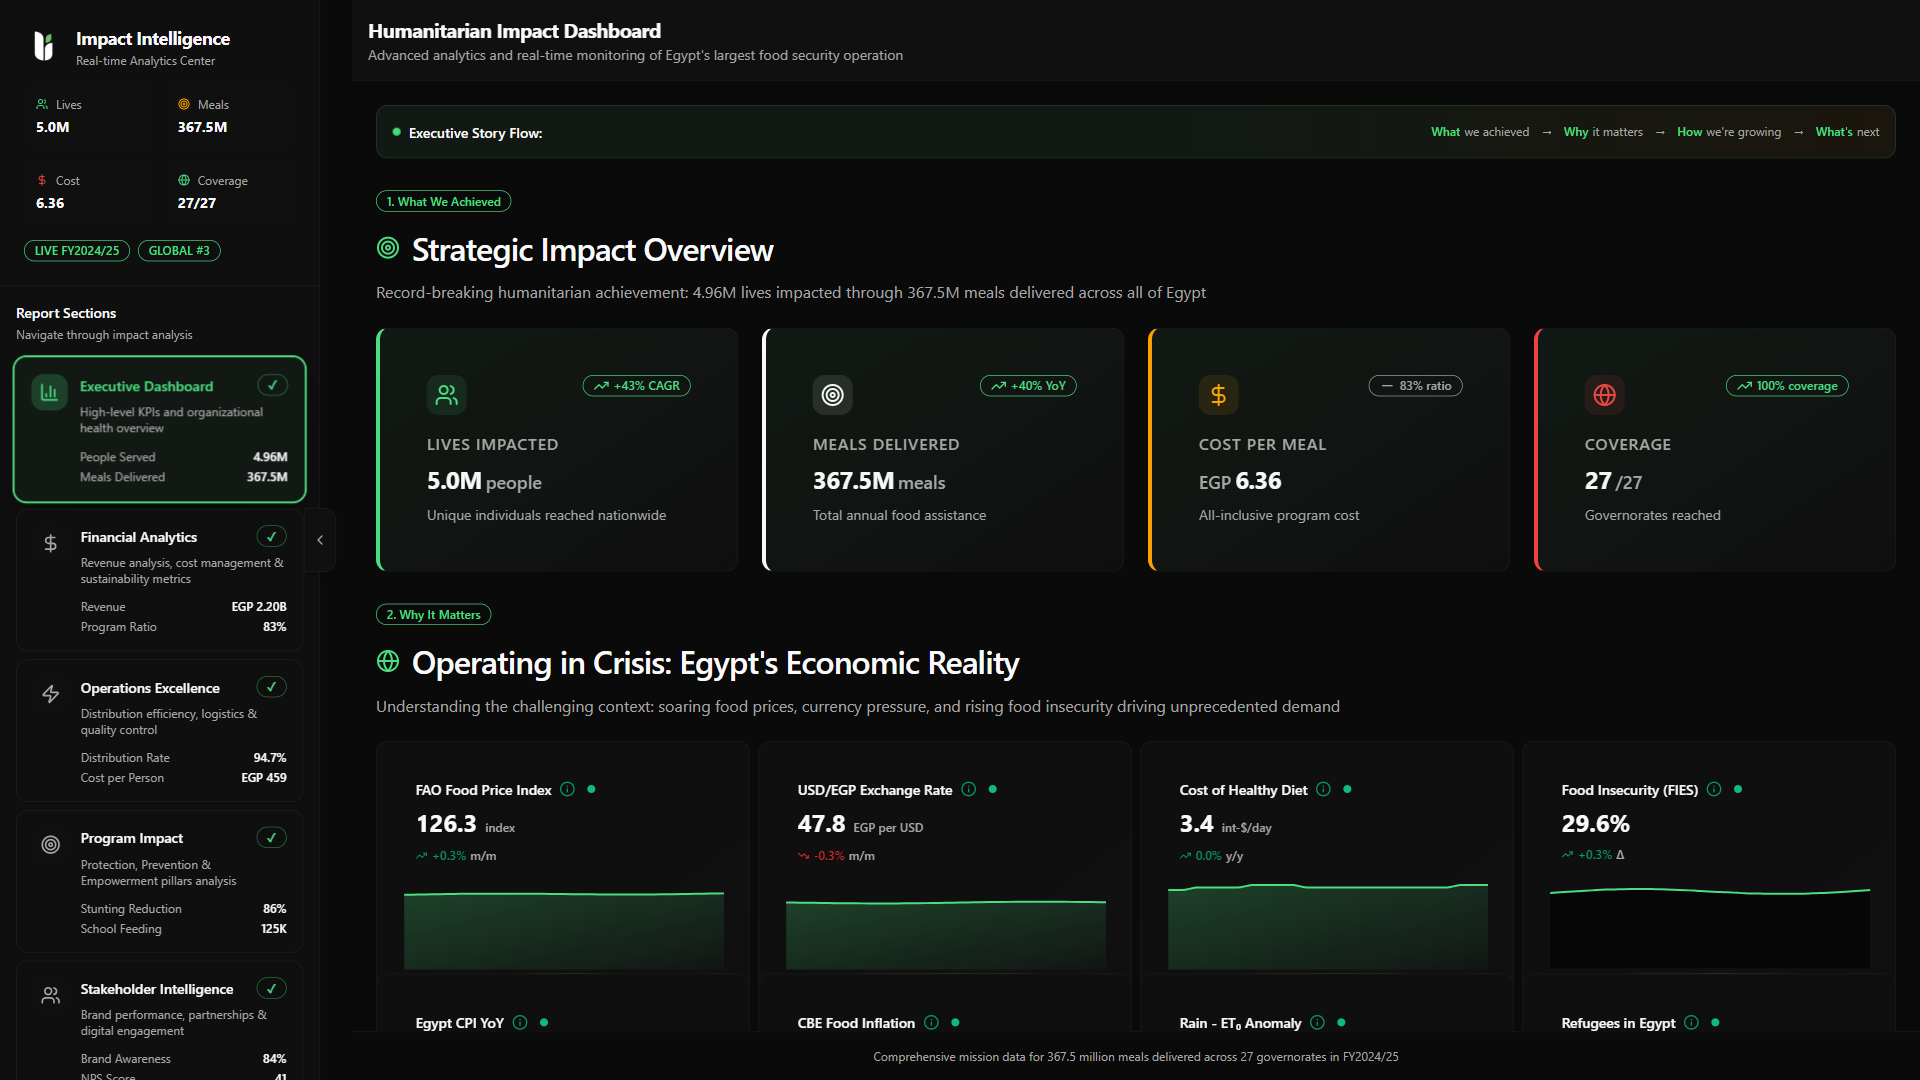 Impact Intelligence
Real-time Analytics Center
Lives
5.0M
Meals
367.5M
Cost
6.36
Coverage
27/27
LIVE FY2024/25
GLOBAL #3
Report Sections
Navigate through impact analysis
Executive Dashboard
✓
High-level KPIs and organizational
health overview
People Served 4.96M
Meals Delivered 367.5M
Financial Analytics
✓
Revenue analysis, cost management &
sustainability metrics
Revenue EGP 2.20B
Program Ratio 83%
Operations Excellence
✓
Distribution efficiency, logistics &
quality control
Distribution Rate 94.7%
Cost per Person EGP 459
Program Impact
✓
Protection, Prevention &
Empowerment pillars analysis
Stunting Reduction 86%
School Feeding 125K
Stakeholder Intelligence
✓
Brand performance, partnerships &
digital engagement
Brand Awareness 84%
NPS Score 41
Humanitarian Impact Dashboard
Advanced analytics and real-time monitoring of Egypt's largest food security operation
Executive Story Flow:
What we achieved → Why it matters → How we're growing → What's next
1. What We Achieved
Strategic Impact Overview
Record-breaking humanitarian achievement: 4.96M lives impacted through 367.5M meals delivered across all of Egypt
+43% CAGR
LIVES IMPACTED
5.0M people
Unique individuals reached nationwide
+40% YoY
MEALS DELIVERED
367.5M meals
Total annual food assistance
83% ratio
COST PER MEAL
EGP 6.36
All-inclusive program cost
100% coverage
COVERAGE
27 /27
Governorates reached
2. Why It Matters
Operating in Crisis: Egypt's Economic Reality
Understanding the challenging context: soaring food prices, currency pressure, and rising food insecurity driving unprecedented demand
FAO Food Price Index
126.3 index
+0.3% m/m
USD/EGP Exchange Rate
47.8 EGP per USD
-0.3% m/m
Cost of Healthy Diet
3.4 int-$/day
0.0% y/y
Food Insecurity (FIES)
29.6%
+0.3% Δ
Egypt CPI YoY
CBE Food Inflation
Rain - ET₀ Anomaly
Refugees in Egypt
Comprehensive mission data for 367.5 million meals delivered across 27 governorates in FY2024/25